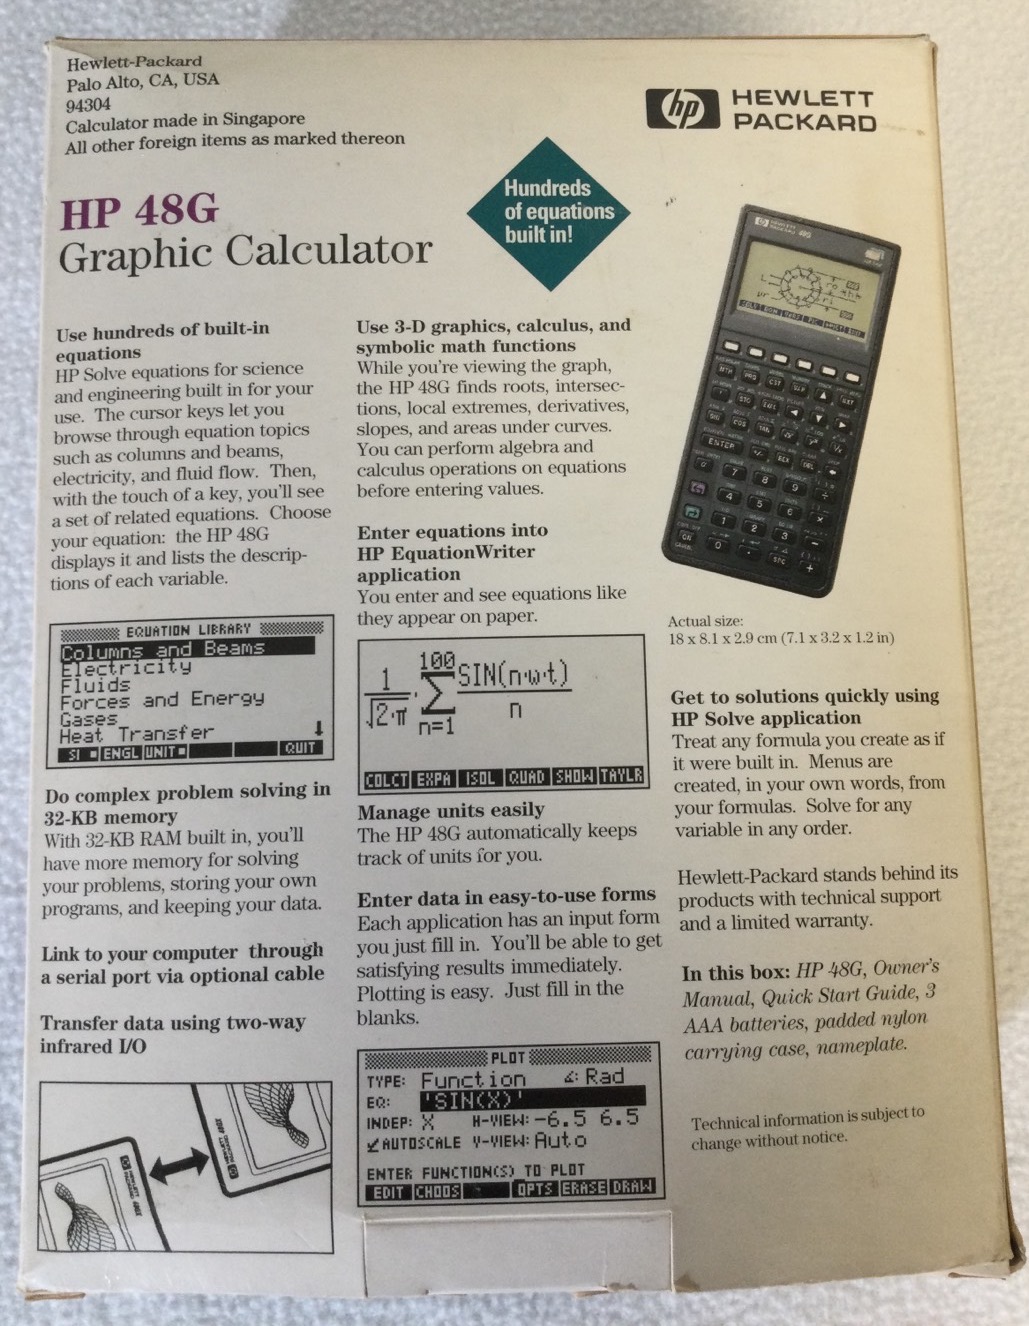 Hewlett-Packard
Palo Alto, CA, USA
94304
Calculator made in Singapore
All other foreign items as marked thereon
hp HEWLETT
PACKARD
HP 48G
Graphic Calculator
Hundreds
of equations
built in!
Use hundreds of built-in
equations
HP Solve equations for science
and engineering built in for your
use. The cursor keys let you
browse through equation topics
such as columns and beams,
electricity, and fluid flow. Then,
with the touch of a key, you'll see
a set of related equations. Choose
your equation: the HP 48G
displays it and lists the descrip-
tions of each variable.
EQUATION LIBRARY
Columns and Beams
Electricity
Fluids
Forces and Energy
Gases
Heat Transfer
SI ▪ ENGL UNIT▪ QUIT
Do complex problem solving in
32-KB memory
With 32-KB RAM built in, you'll
have more memory for solving
your problems, storing your own
programs, and keeping your data.
Link to your computer through
a serial port via optional cable
Transfer data using two-way
infrared I/O
Use 3-D graphics, calculus, and
symbolic math functions
While you're viewing the graph,
the HP 48G finds roots, intersec-
tions, local extremes, derivatives,
slopes, and areas under curves.
You can perform algebra and
calculus operations on equations
before entering values.
Enter equations into
HP EquationWriter
application
You enter and see equations like
they appear on paper.
1/(√2·π) · 100 Σ n=1 SIN(n·w·t)/n
COLCT EXPA ISOL QUAD SHOW TAYLR
Manage units easily
The HP 48G automatically keeps
track of units for you.
Enter data in easy-to-use forms
Each application has an input form
you just fill in. You'll be able to get
satisfying results immediately.
Plotting is easy. Just fill in the
blanks.
PLOT
TYPE: Function ∡: Rad
EQ: 'SIN(X)'
INDEP: X H-VIEW: -6.5 6.5
✓AUTOSCALE V-VIEW: Auto
ENTER FUNCTION(S) TO PLOT
EDIT CHOOS OPTS ERASE DRAW
Actual size:
18 x 8.1 x 2.9 cm (7.1 x 3.2 x 1.2 in)
Get to solutions quickly using
HP Solve application
Treat any formula you create as if
it were built in. Menus are
created, in your own words, from
your formulas. Solve for any
variable in any order.
Hewlett-Packard stands behind its
products with technical support
and a limited warranty.
In this box: HP 48G, Owner's
Manual, Quick Start Guide, 3
AAA batteries, padded nylon
carrying case, nameplate.
Technical information is subject to
change without notice.